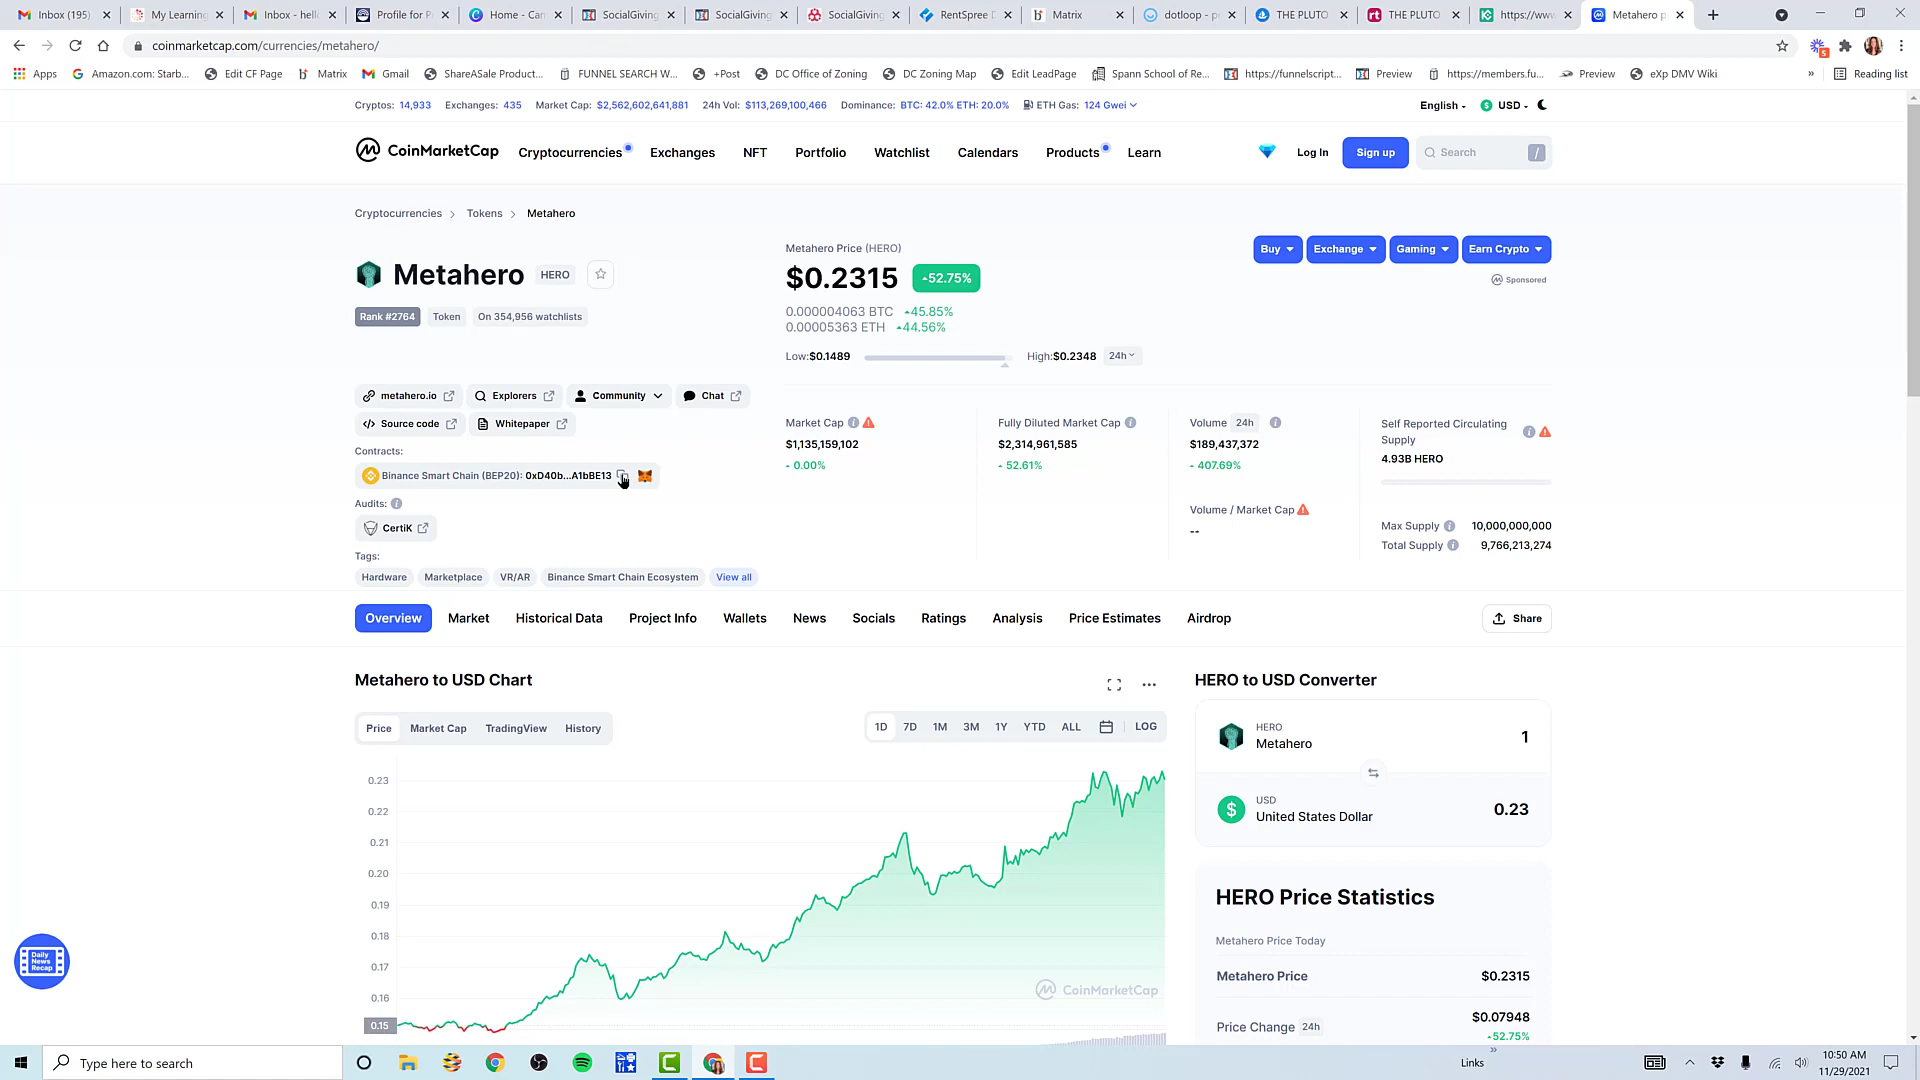 Inbox (195)
My Learning
Inbox - hell
Profile for P
Home - Can
SocialGiving
SocialGiving
SocialGiving
RentSpree D
Matrix
dotloop - p
THE PLUTO
THE PLUTO
https://www
Metahero p
coinmarketcap.com/currencies/metahero/
5
Apps
Amazon.com: Starb...
Edit CF Page
Matrix
Gmail
ShareASale Product...
FUNNEL SEARCH W...
+Post
DC Office of Zoning
DC Zoning Map
Edit LeadPage
Spann School of Re...
https://funnelscript...
Preview
https://members.fu...
Preview
eXp DMV Wiki
»
Reading list
Cryptos: 14,933 Exchanges: 435 Market Cap: $2,562,602,641,881 24h Vol: $113,269,100,466 Dominance: BTC: 42.0% ETH: 20.0% ETH Gas: 124 Gwei
English
USD
CoinMarketCap
Cryptocurrencies
Exchanges
NFT
Portfolio
Watchlist
Calendars
Products
Learn
Log In
Sign up
Search
/
Cryptocurrencies > Tokens > Metahero
Metahero
HERO
Rank #2764
Token
On 354,956 watchlists
Metahero Price (HERO)
$0.2315
52.75%
0.000004063 BTC 45.85%
0.00005363 ETH 44.56%
Low:$0.1489
High:$0.2348
24h
Buy
Exchange
Gaming
Earn Crypto
Sponsored
metahero.io
Explorers
Community
Chat
Source code
Whitepaper
Contracts:
Binance Smart Chain (BEP20): 0xD40b...A1bBE13
Audits:
CertiK
Tags:
Hardware
Marketplace
VR/AR
Binance Smart Chain Ecosystem
View all
Market Cap
$1,135,159,102
0.00%
Fully Diluted Market Cap
$2,314,961,585
52.61%
Volume 24h
$189,437,372
407.69%
Volume / Market Cap
--
Self Reported Circulating
Supply
4.93B HERO
Max Supply 10,000,000,000
Total Supply 9,766,213,274
Overview
Market
Historical Data
Project Info
Wallets
News
Socials
Ratings
Analysis
Price Estimates
Airdrop
Share
Metahero to USD Chart
Price
Market Cap
TradingView
History
1D
7D
1M
3M
1Y
YTD
ALL
LOG
0.23
0.22
0.21
0.20
0.19
0.18
0.17
0.16
0.15
CoinMarketCap
HERO to USD Converter
HERO
Metahero
1
USD
United States Dollar
0.23
HERO Price Statistics
Metahero Price Today
Metahero Price $0.2315
Price Change 24h
$0.07948
52.75%
Daily
News
Recap
Type here to search
Links
»
10:50 AM
11/29/2021